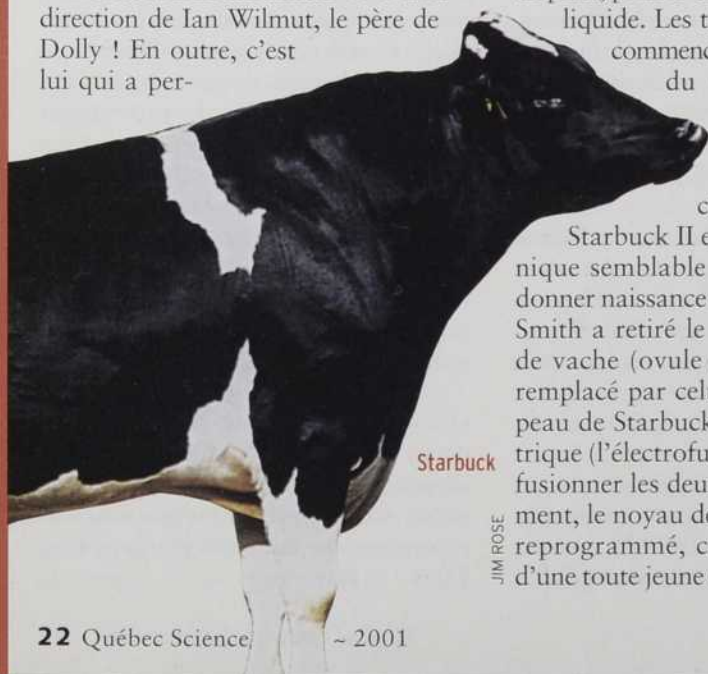 direction de Ian Wilmut, le père de
Dolly ! En outre, c'est
lui qui a per-
liquide. Les t
commenc
du
c
Starbuck II e
nique semblable
donner naissance
Smith a retiré le
de vache (ovule
remplacé par cel
peau de Starbuck
trique (l'électrofu
fusionner les deu
ment, le noyau de
reprogrammé, c
d'une toute jeune
Starbuck
JIM ROSE
22 Québec Science ~ 2001